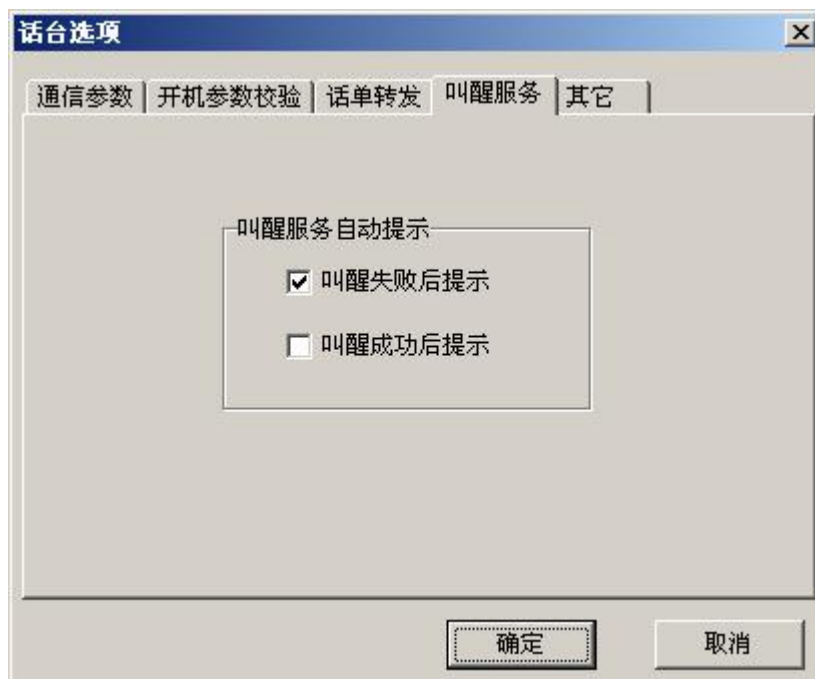 话台选项
通信参数 开机参数校验 话单转发 叫醒服务 其它
叫醒服务自动提示
叫醒失败后提示
叫醒成功后提示
确定 取消